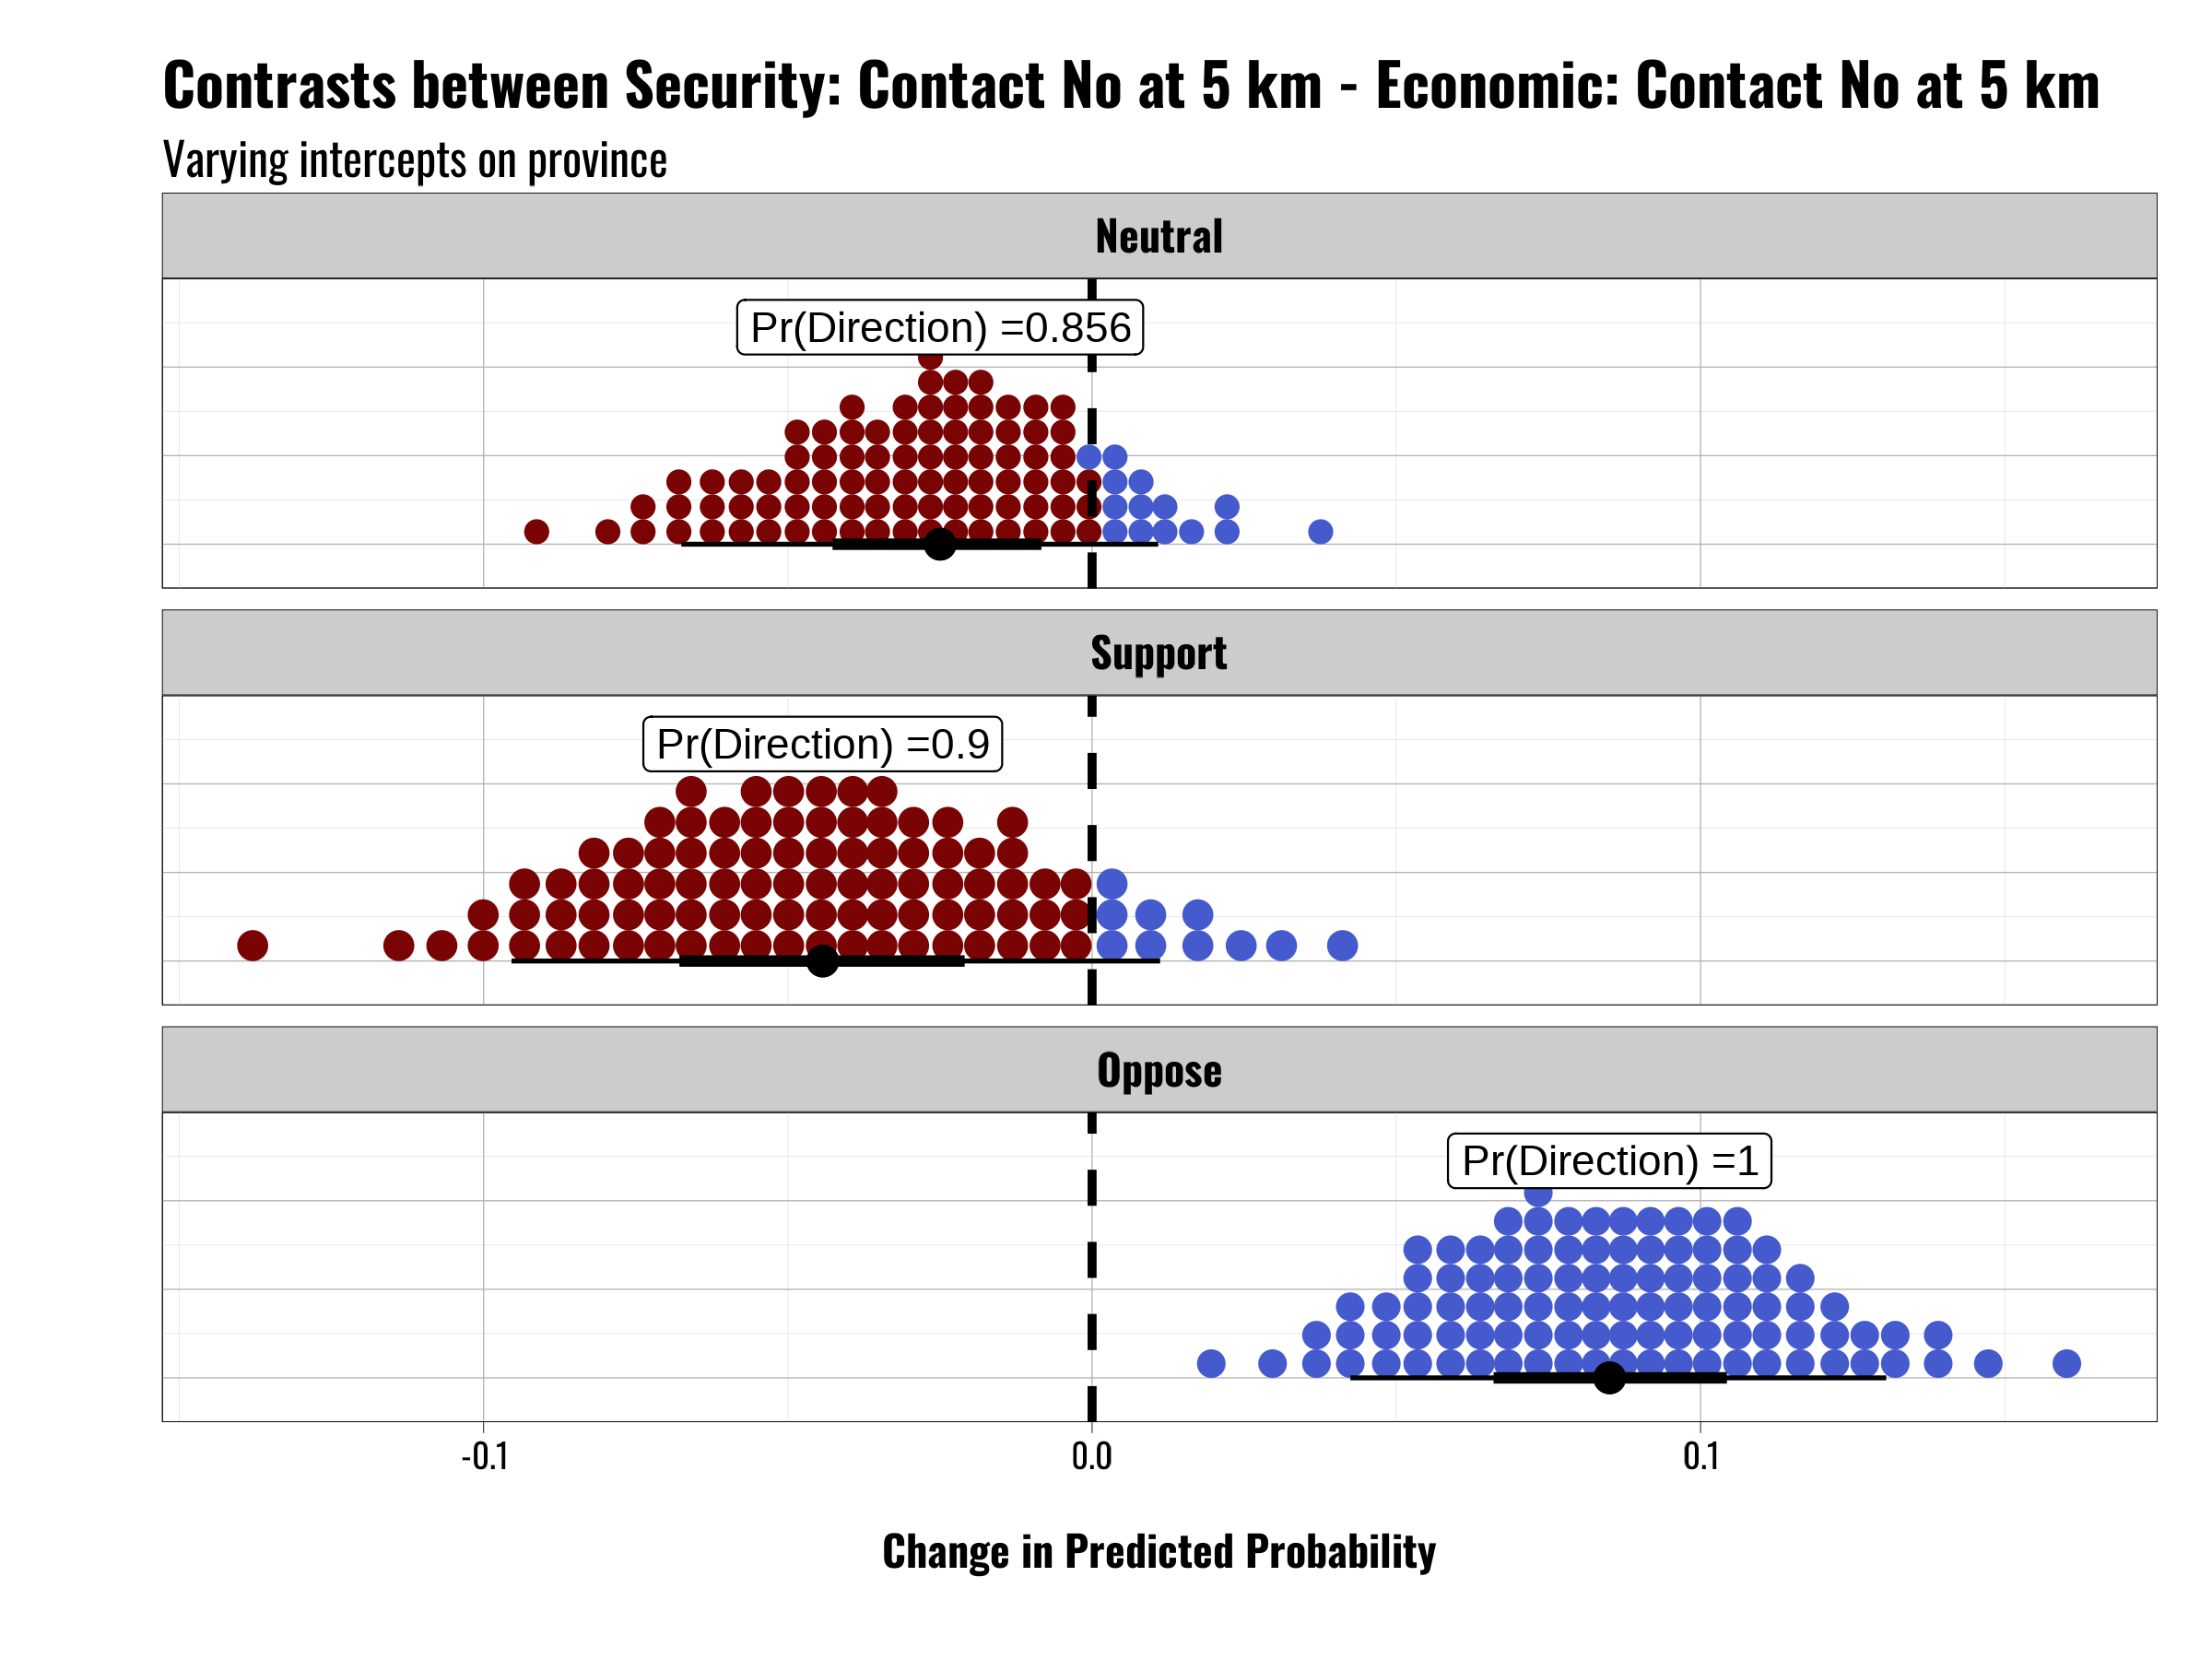 Contrasts between Security: Contact No at 5 km - Economic: Contact No at 5 km
Varying intercepts on province
Neutral
Pr(Direction) =0.856
Support
Pr(Direction) =0.9
Oppose
Pr(Direction) =1
-0.1 0.0 0.1
Change in Predicted Probability